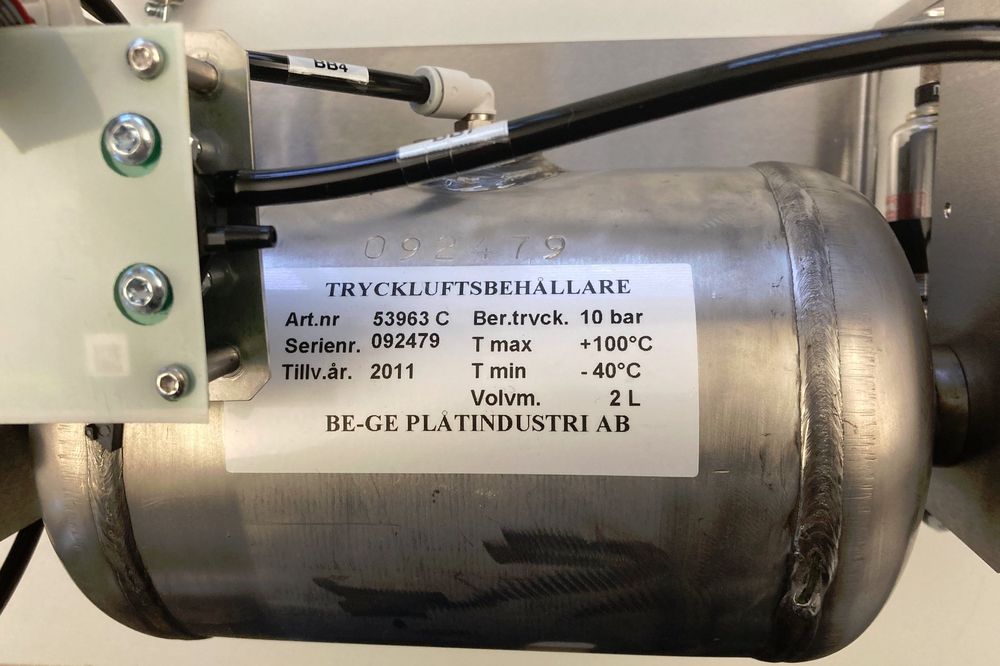 BB4
092479
TRYCKLUFTSBEHÅLLARE
Art.nr 53963 C Ber.tryck. 10 bar
Serienr. 092479 T max +100°C
Tillv.år. 2011 T min - 40°C
Volvm. 2 L
BE-GE PLÅTINDUSTRI AB